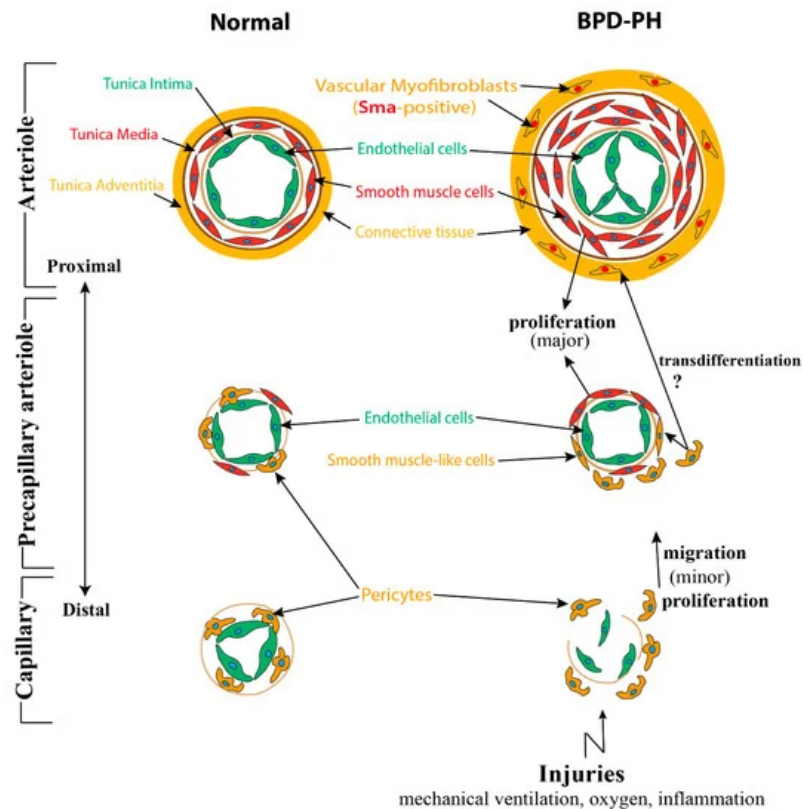 Normal
BPD-PH
Arteriole
Tunica Intima
Tunica Media
Tunica Adventitia
Vascular Myofibroblasts
(Sma-positive)
Endothelial cells
Smooth muscle cells
Connective tissue
Proximal
proliferation
(major)
transdifferentiation
?
Precapillary arteriole
Endothelial cells
Smooth muscle-like cells
migration
(minor)
proliferation
Distal
Pericytes
Capillary
Injuries
mechanical ventilation, oxygen, inflammation